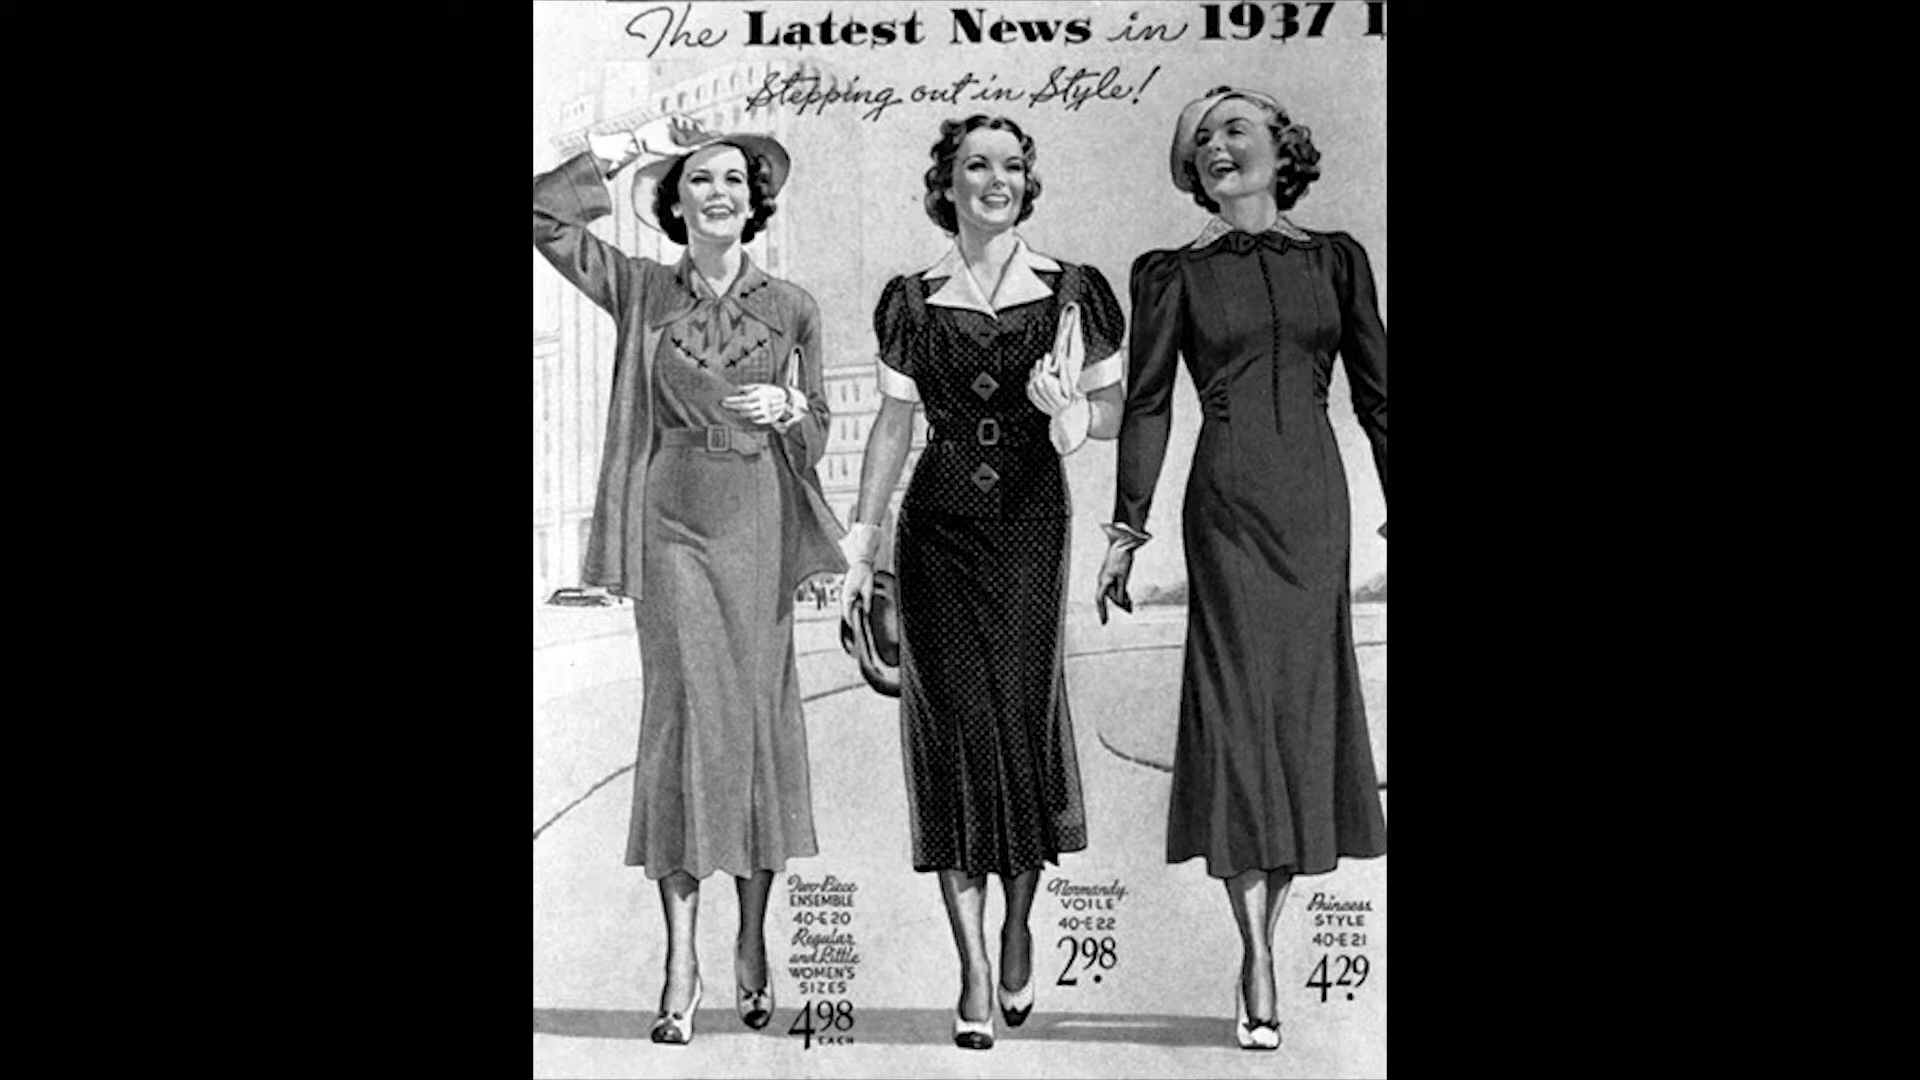 The Latest News in 1937
Stepping out in Style!
Two-Piece
ENSEMBLE
40-E 20
Regular
and Little
WOMEN'S
SIZES
4.98
EACH
Normandy
VOILE
40-E 22
2.98
Princess
STYLE
40-E 21
4.29